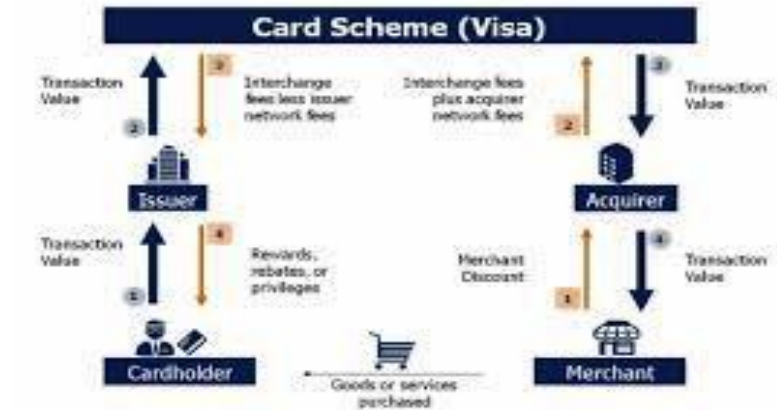 Card Scheme (Visa)
Transaction
Value
2
3
Interchange
fees less issuer
network fees
Interchange fees
plus acquirer
network fees
2
3
Transaction
Value
Issuer
Acquirer
Transaction
Value
1
4
Rewards,
rebates, or
privileges
Merchant
Discount
1
4
Transaction
Value
Cardholder
Goods or services
purchased
Merchant